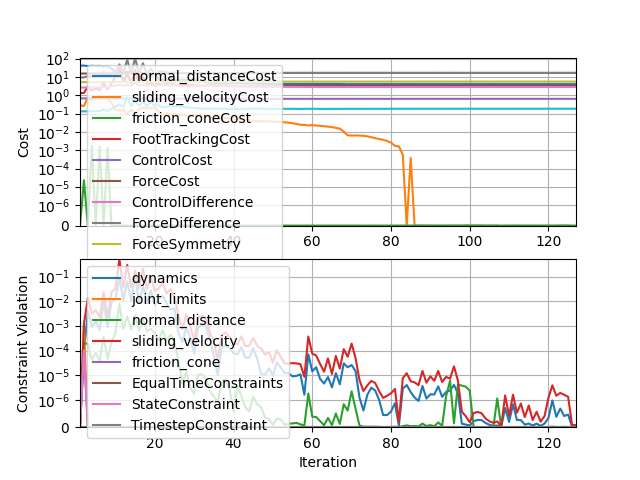 10^2
10^1
10^0
10^-1
10^-2
10^-3
10^-4
10^-5
10^-6
0
Cost
normal_distanceCost
sliding_velocityCost
friction_coneCost
FootTrackingCost
ControlCost
ForceCost
ControlDifference
ForceDifference
ForceSymmetry
20 40 60 80 100 120
10^-1
10^-2
10^-3
10^-4
10^-5
10^-6
0
Constraint Violation
dynamics
joint_limits
normal_distance
sliding_velocity
friction_cone
EqualTimeConstraints
StateConstraint
TimestepConstraint
20 40 60 80 100 120
Iteration